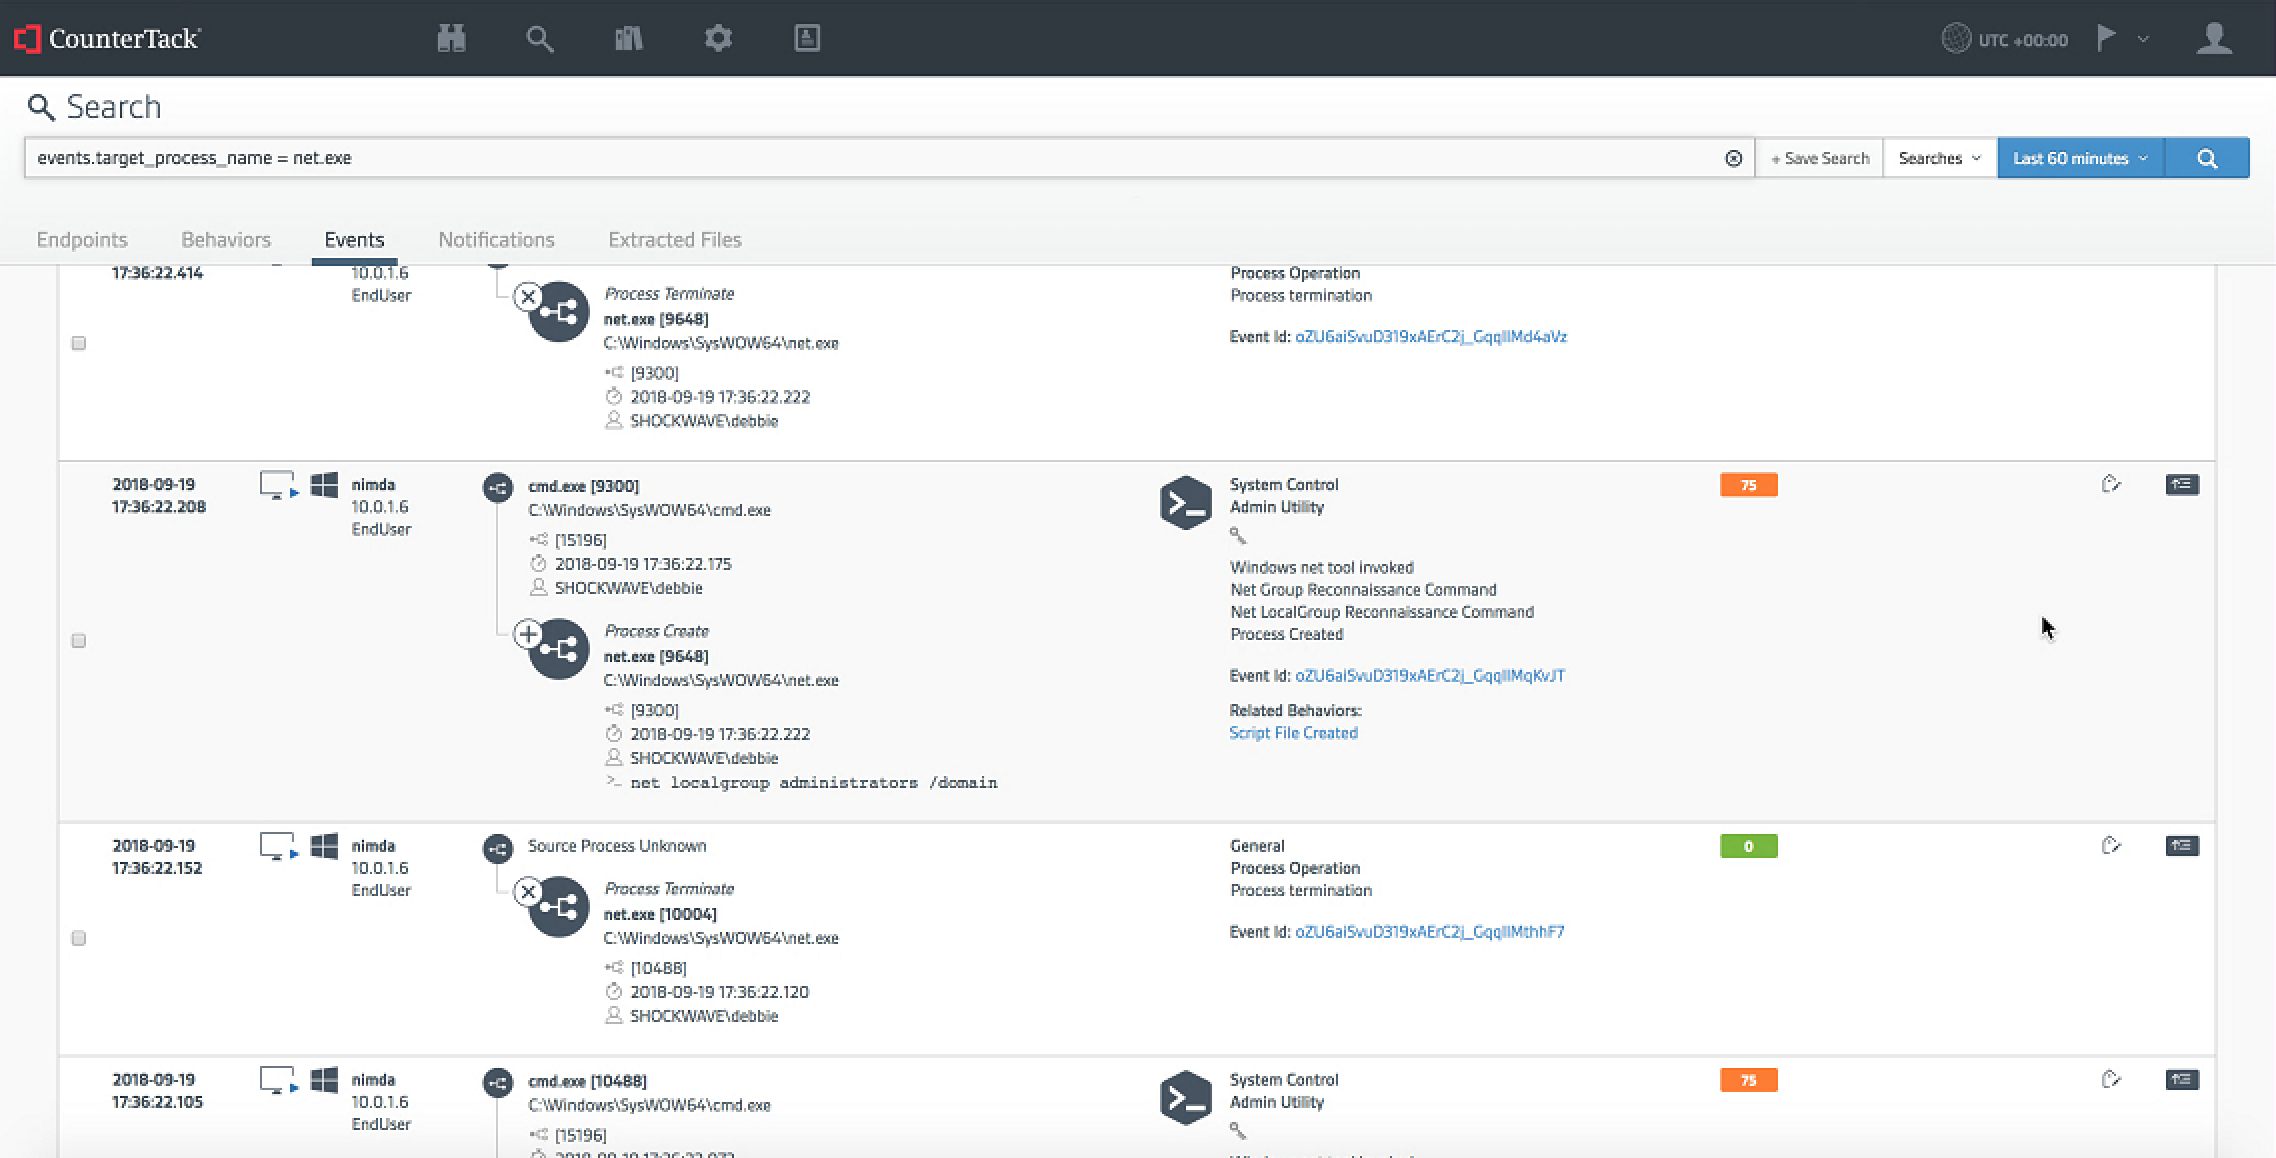 CounterTack
UTC +00:00
Search
events.target_process_name = net.exe
+ Save Search
Searches
Last 60 minutes
Endpoints
Behaviors
Events
Notifications
Extracted Files
17:36:22.414
10.0.1.6
EndUser
Process Terminate
net.exe [9648]
C:\Windows\SysWOW64\net.exe
[9300]
2018-09-19 17:36:22.222
SHOCKWAVE\debbie
Process Operation
Process termination
Event Id: oZU6aiSvuD319xAErC2j_GqqIIMd4aVz
2018-09-19
17:36:22.208
nimda
10.0.1.6
EndUser
cmd.exe [9300]
C:\Windows\SysWOW64\cmd.exe
[15196]
2018-09-19 17:36:22.175
SHOCKWAVE\debbie
Process Create
net.exe [9648]
C:\Windows\SysWOW64\net.exe
[9300]
2018-09-19 17:36:22.222
SHOCKWAVE\debbie
>_ net localgroup administrators /domain
System Control
Admin Utility
Windows net tool invoked
Net Group Reconnaissance Command
Net LocalGroup Reconnaissance Command
Process Created
Event Id: oZU6aiSvuD319xAErC2j_GqqIIMqKvJT
Related Behaviors:
Script File Created
75
2018-09-19
17:36:22.152
nimda
10.0.1.6
EndUser
Source Process Unknown
Process Terminate
net.exe [10004]
C:\Windows\SysWOW64\net.exe
[10488]
2018-09-19 17:36:22.120
SHOCKWAVE\debbie
General
Process Operation
Process termination
Event Id: oZU6aiSvuD319xAErC2j_GqqIIMthhF7
0
2018-09-19
17:36:22.105
nimda
10.0.1.6
EndUser
cmd.exe [10488]
C:\Windows\SysWOW64\cmd.exe
[15196]
System Control
Admin Utility
75